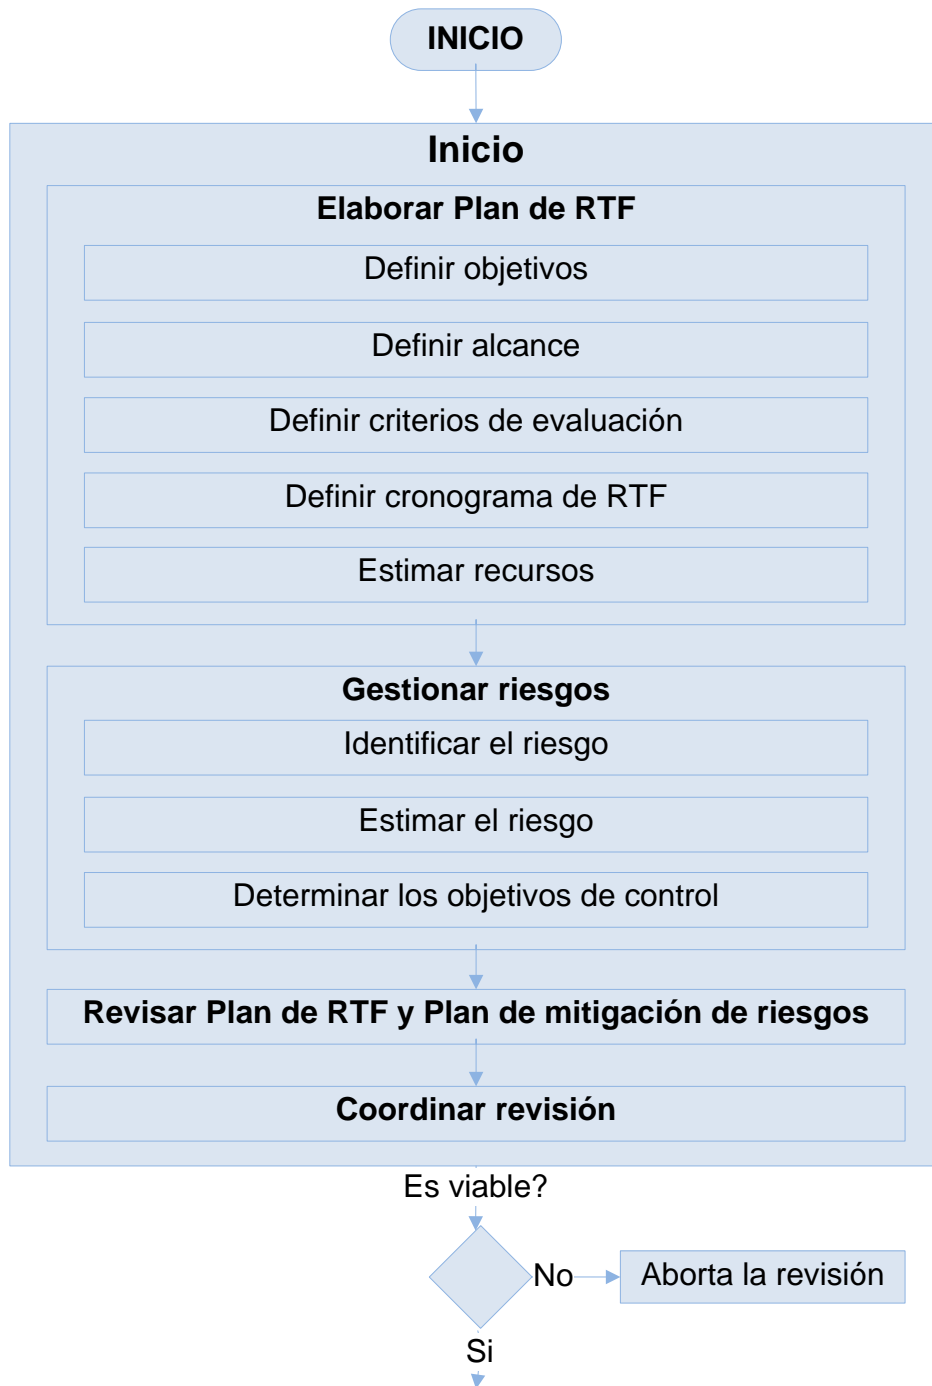 INICIO
Inicio
Elaborar Plan de RTF
Definir objetivos
Definir alcance
Definir criterios de evaluación
Definir cronograma de RTF
Estimar recursos
Gestionar riesgos
Identificar el riesgo
Estimar el riesgo
Determinar los objetivos de control
Revisar Plan de RTF y Plan de mitigación de riesgos
Coordinar revisión
Es viable?
No
Aborta la revisión
Si